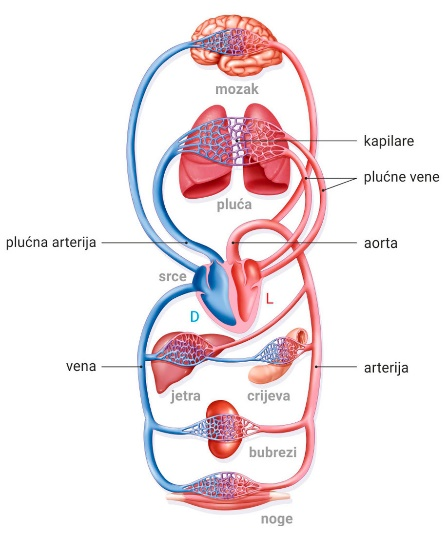 mozak
kapilare
plućne vene
pluća
plućna arterija
aorta
srce
D
L
vena
arterija
jetra
crijeva
bubrezi
noge